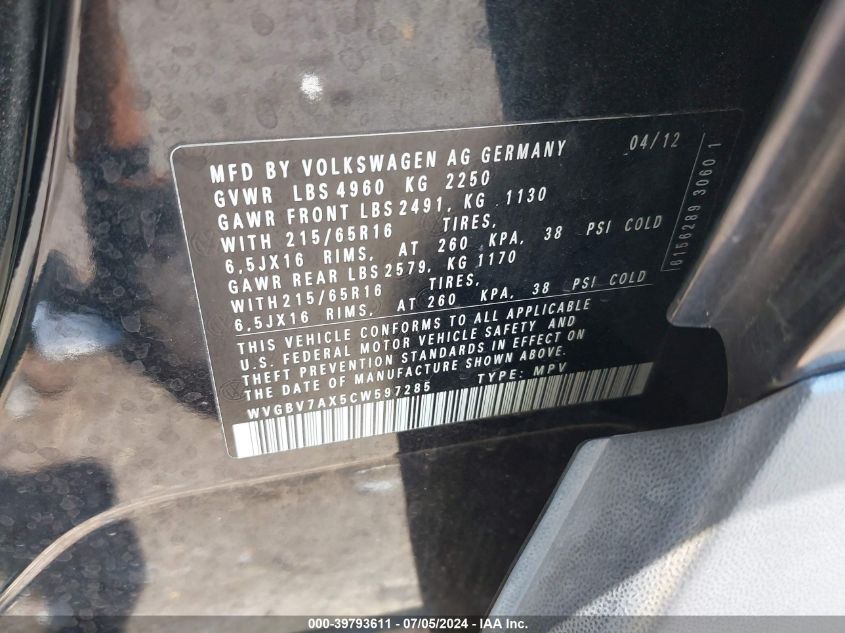 MFD BY VOLKSWAGEN AG GERMANY 04/12
GVWR LBS 4960 KG 2250
GAWR FRONT LBS 2491, KG 1130
WITH 215/65R16 TIRES,
6,5JX16 RIMS, AT 260 KPA, 38 PSI COLD
GAWR REAR LBS 2579, KG 1170
WITH 215/65R16 TIRES,
6,5JX16 RIMS, AT 260 KPA, 38 PSI COLD
THIS VEHICLE CONFORMS TO ALL APPLICABLE
U.S. FEDERAL MOTOR VEHICLE SAFETY AND
THEFT PREVENTION STANDARDS IN EFFECT ON
THE DATE OF MANUFACTURE SHOWN ABOVE.
WVGBV7AX5CW597285 TYPE: MPV
6156289 3060 1
000-39793611 - 07/05/2024 - IAA Inc.